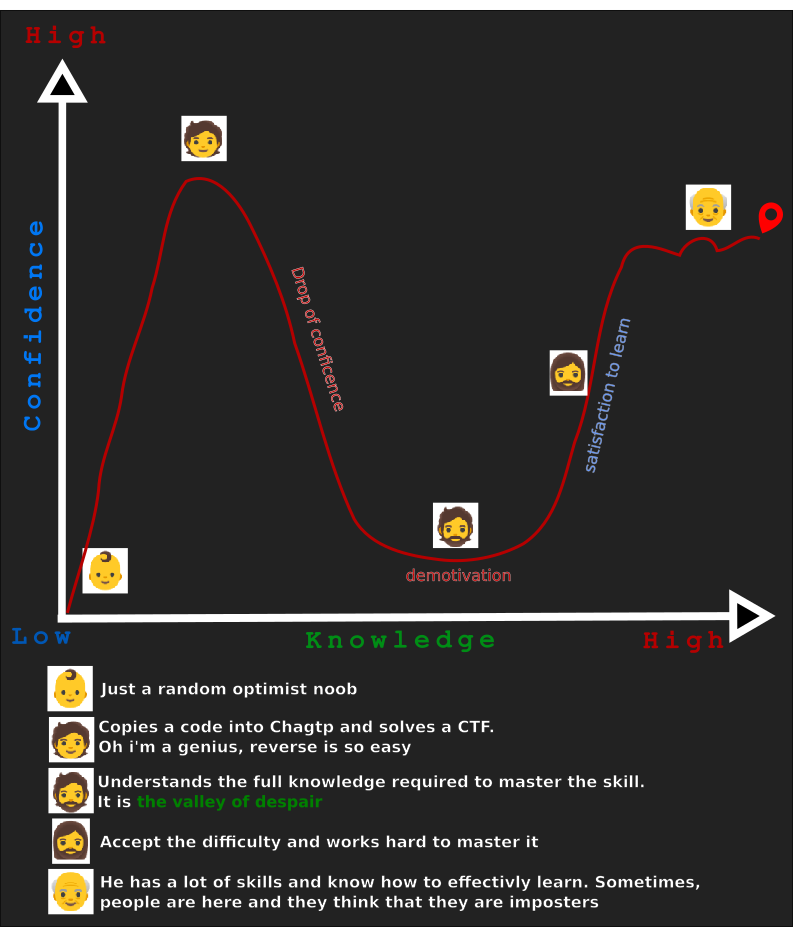 High
Confidence
Drop of conficence
satisfaction to learn
demotivation
Low
Knowledge
High
Just a random optimist noob
Copies a code into Chagtp and solves a CTF.
Oh i'm a genius, reverse is so easy
Understands the full knowledge required to master the skill.
It is the valley of despair
Accept the difficulty and works hard to master it
He has a lot of skills and know how to effectivly learn. Sometimes,
people are here and they think that they are imposters